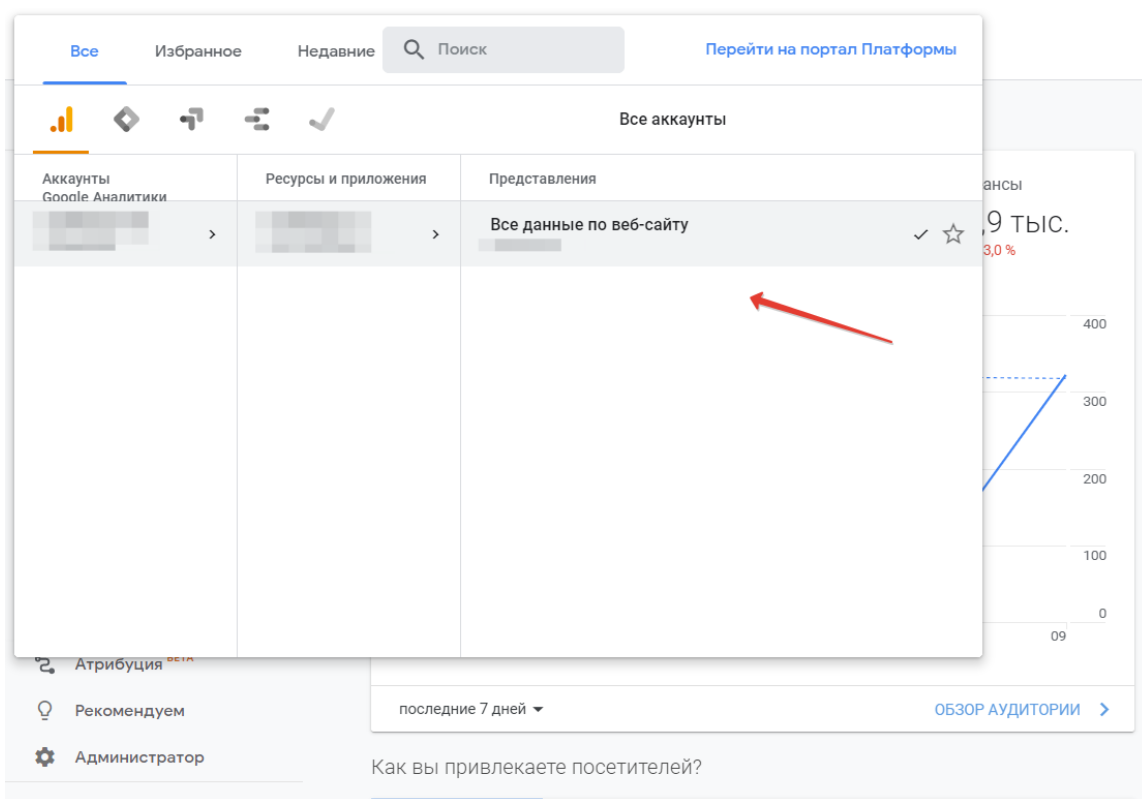 Все Избранное Недавние Поиск Перейти на портал Платформы
Все аккаунты
Аккаунты
Google Аналитики
Ресурсы и приложения
Представления
Все данные по веб-сайту
ансы
,9 тыс.
3,0 %
400
300
200
100
0
09
Атрибуция BETA
Рекомендуем
Администратор
последние 7 дней
ОБЗОР АУДИТОРИИ
Как вы привлекаете посетителей?